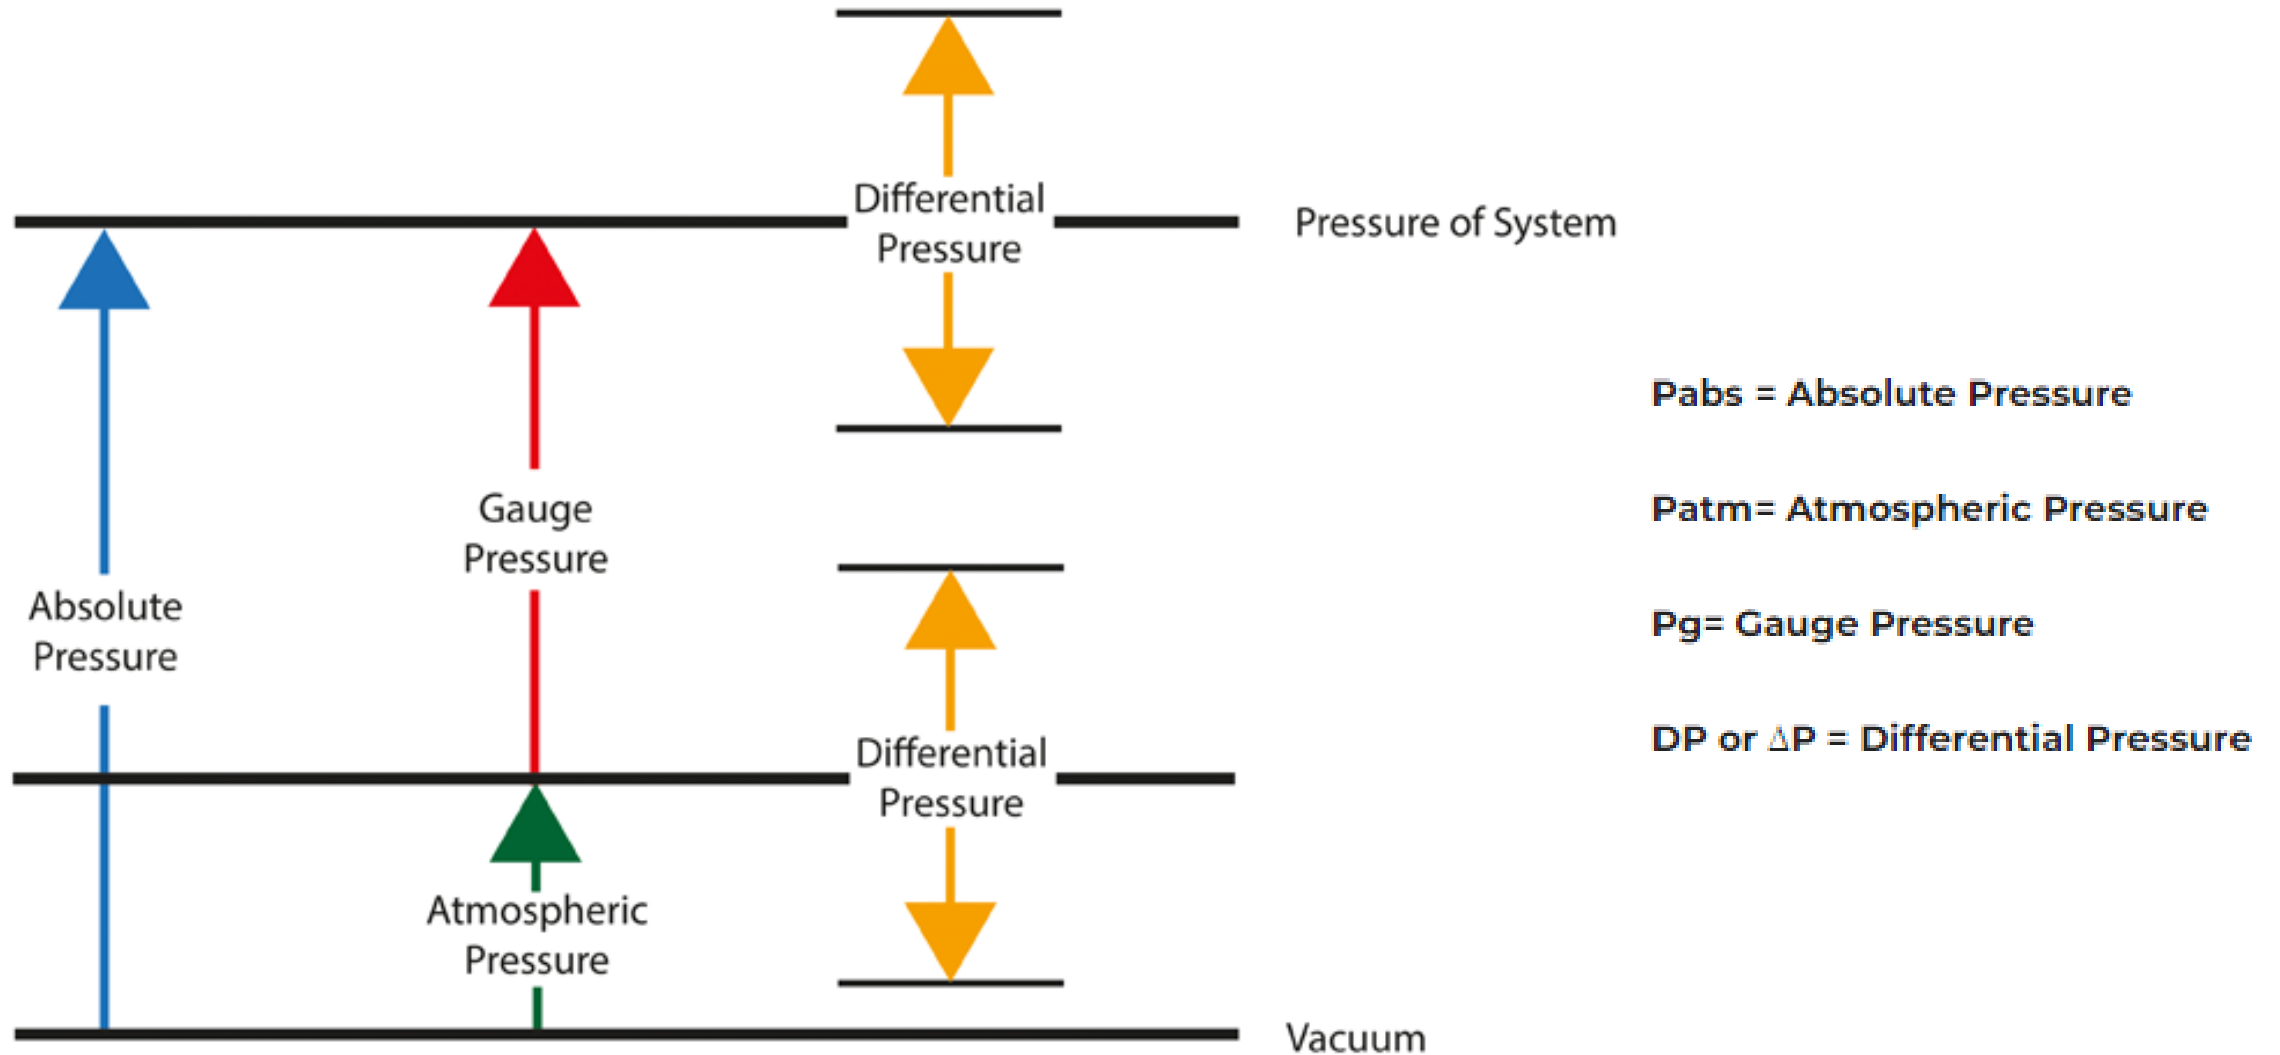 Differential
Pressure
Pressure of System
Pabs = Absolute Pressure
Gauge
Pressure
Patm= Atmospheric Pressure
Absolute
Pressure
Pg= Gauge Pressure
Differential
Pressure
DP or ΔP = Differential Pressure
Atmospheric
Pressure
Vacuum